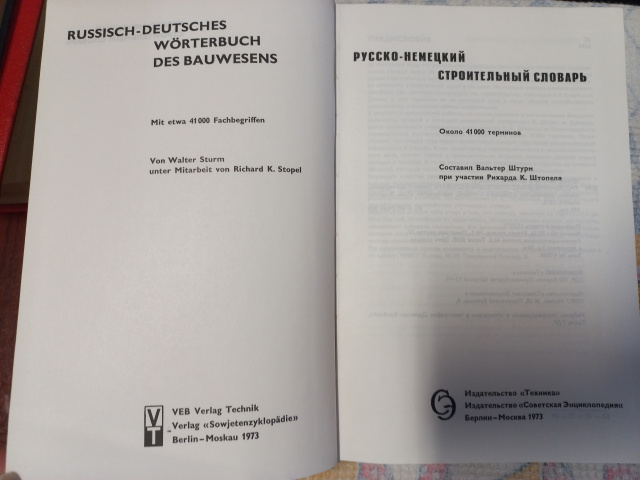 RUSSISCH-DEUTSCHES
WÖRTERBUCH
DES BAUWESENS
Mit etwa 41000 Fachbegriffen
Von Walter Sturm
unter Mitarbeit von Richard K. Stopel
VT
VEB Verlag Technik
Verlag «Sowjetenzyklopädie»
Berlin—Moskau 1973
РУССКО-НЕМЕЦКИЙ
СТРОИТЕЛЬНЫЙ СЛОВАРЬ
Около 41000 терминов
Составил Вальтер Штурм
при участии Рихарда К. Штопеля
СЭ
Издательство «Техника»
Издательство «Советская Энциклопедия»
Берлин—Москва 1973